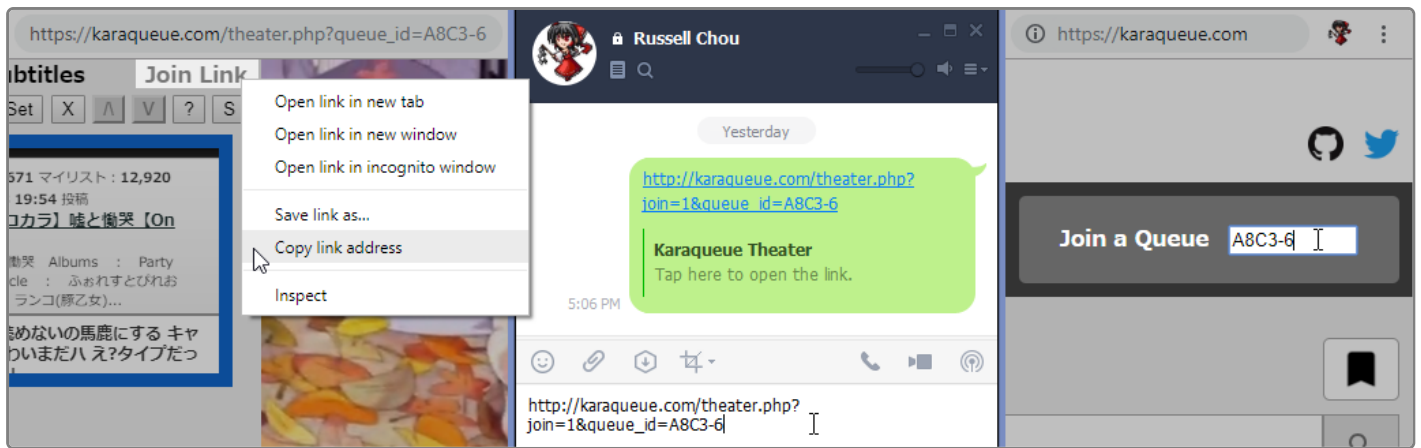 https://karaqueue.com/theater.php?queue_id=A8C3-6
btitles Join Link
Set X Λ V ? S
571 マイリスト : 12,920
19:54 投稿
コカラ】嘘と慟哭【On
慟哭 Albums : Party
cle : ふぉれすとぴれお
ランコ(豚乙女)...
めないの馬鹿にする キャ
わいまだハ え?タイプだっ
Open link in new tab
Open link in new window
Open link in incognito window
Save link as...
Copy link address
Inspect
Russell Chou
Yesterday
http://karaqueue.com/theater.php?
join=1&queue_id=A8C3-6
Karaqueue Theater
Tap here to open the link.
5:06 PM
http://karaqueue.com/theater.php?
join=1&queue_id=A8C3-6
https://karaqueue.com
Join a Queue A8C3-6